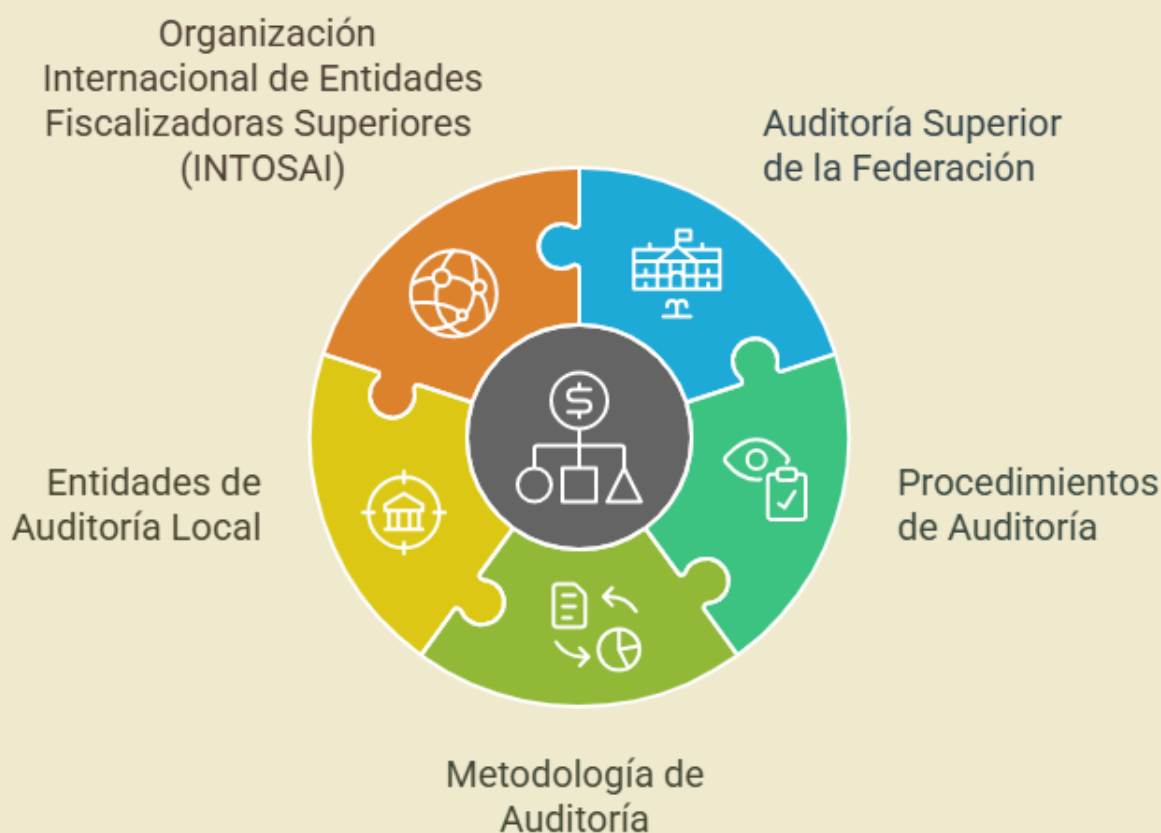 Organización
Internacional de Entidades
Fiscalizadoras Superiores
(INTOSAI)
Auditoría Superior
de la Federación
Entidades de
Auditoría Local
Procedimientos
de Auditoría
Metodología de
Auditoría